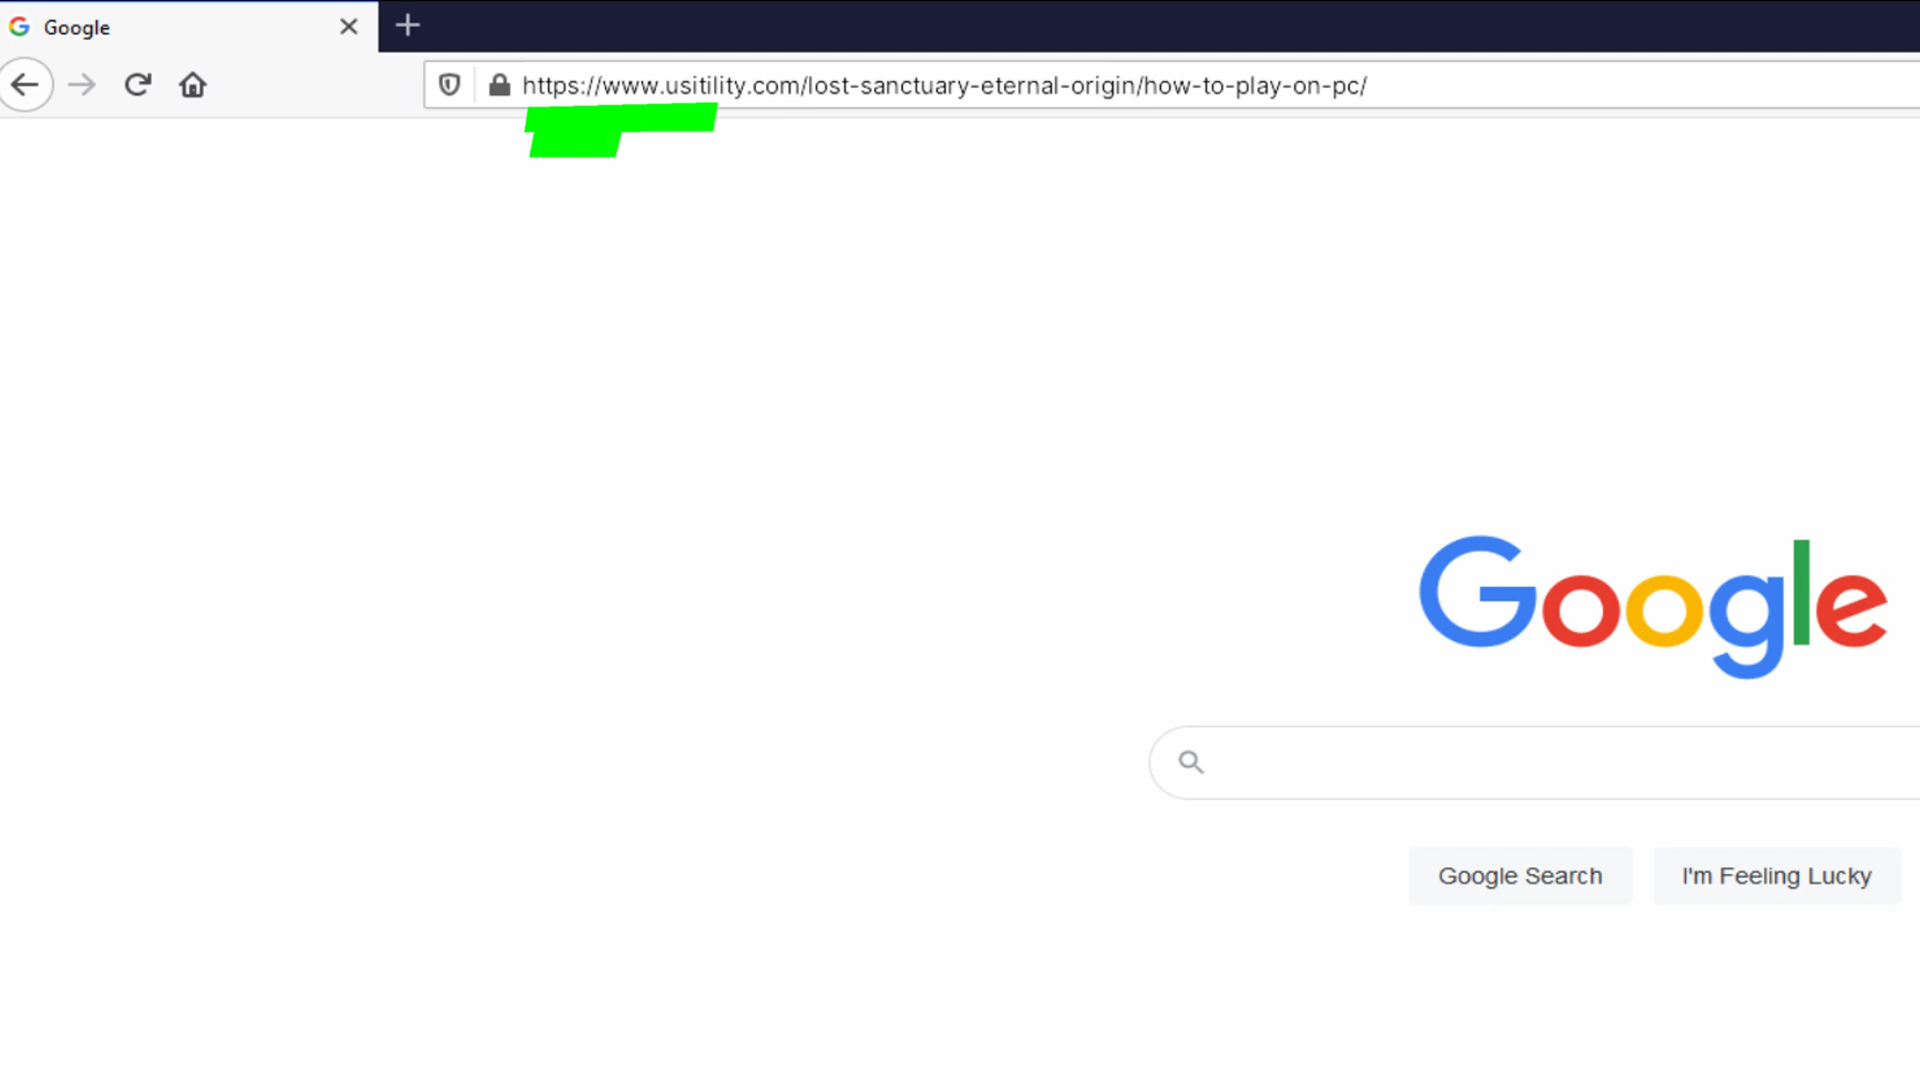 Google
https://www.usitility.com/lost-sanctuary-eternal-origin/how-to-play-on-pc/
Google
Google Search
I'm Feeling Lucky